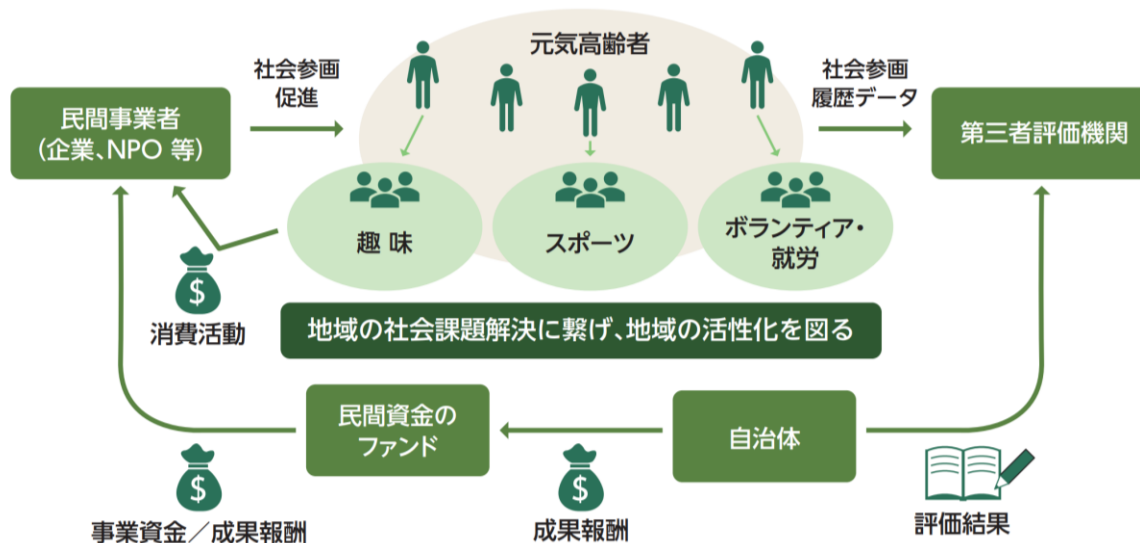 元気高齢者
社会参画
促進
社会参画
履歴データ
民間事業者
（企業、NPO 等）
第三者評価機関
趣 味
スポーツ
ボランティア・
就労
$
消費活動
地域の社会課題解決に繋げ、地域の活性化を図る
民間資金の
ファンド
自治体
$
事業資金／成果報酬
$
成果報酬
評価結果